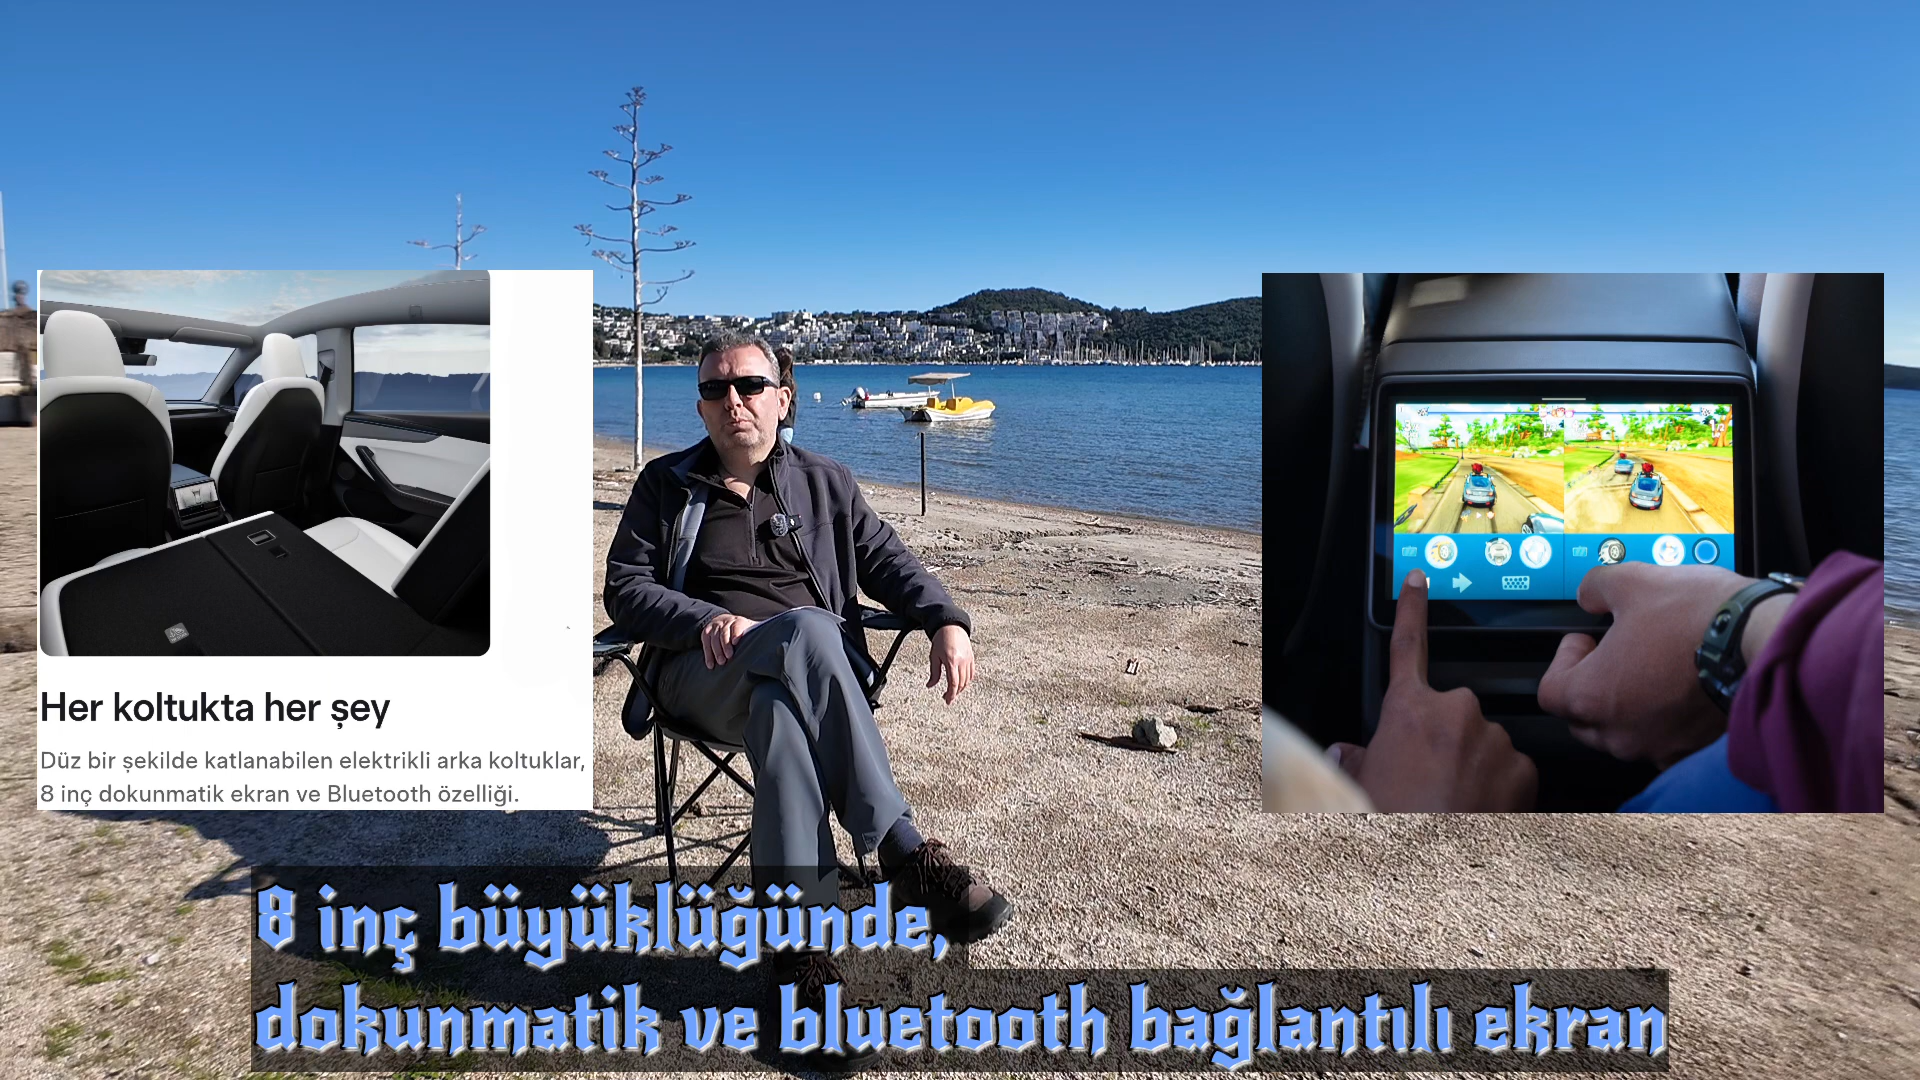 Her koltukta her şey
Düz bir şekilde katlanabilen elektrikli arka koltuklar,
8 inç dokunmatik ekran ve Bluetooth özelliği.
8 inç büyüklüğünde,
dokunmatik ve bluetooth bağlantılı ekran